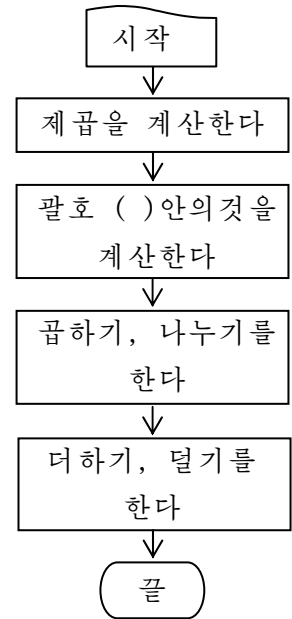 시작
제곱을 계산한다
팔호 ( )안의것을
계산한다
곱하기, 나누기를
한다
더하기, 덜기를
한다
끝